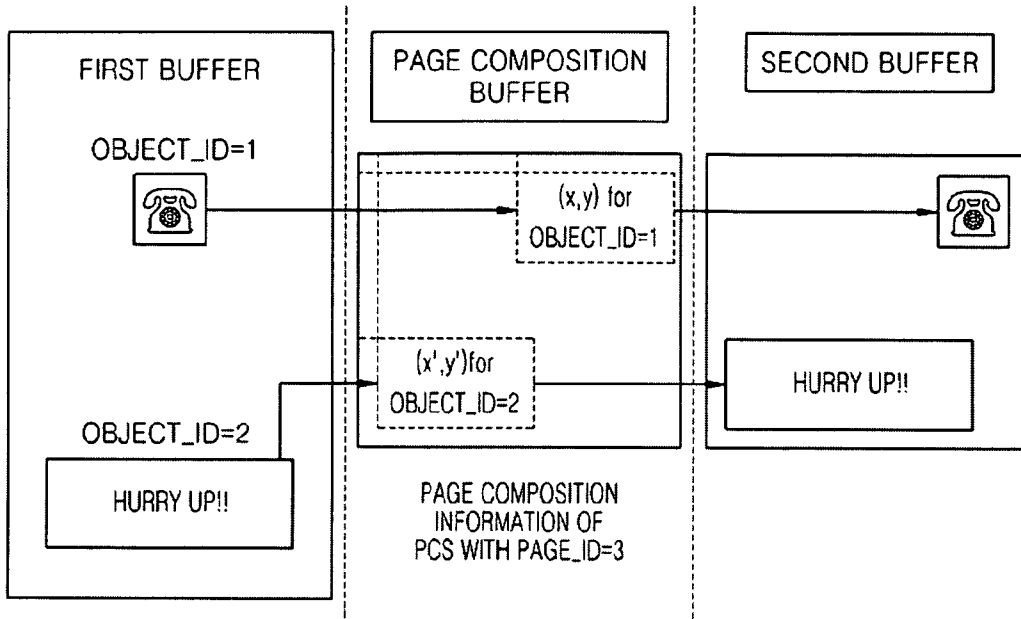 FIRST BUFFER
OBJECT_ID=1
OBJECT_ID=2
HURRY UP!!
PAGE COMPOSITION
BUFFER
(x,y) for
OBJECT_ID=1
(x',y')for
OBJECT_ID=2
PAGE COMPOSITION
INFORMATION OF
PCS WITH PAGE_ID=3
SECOND BUFFER
HURRY UP!!